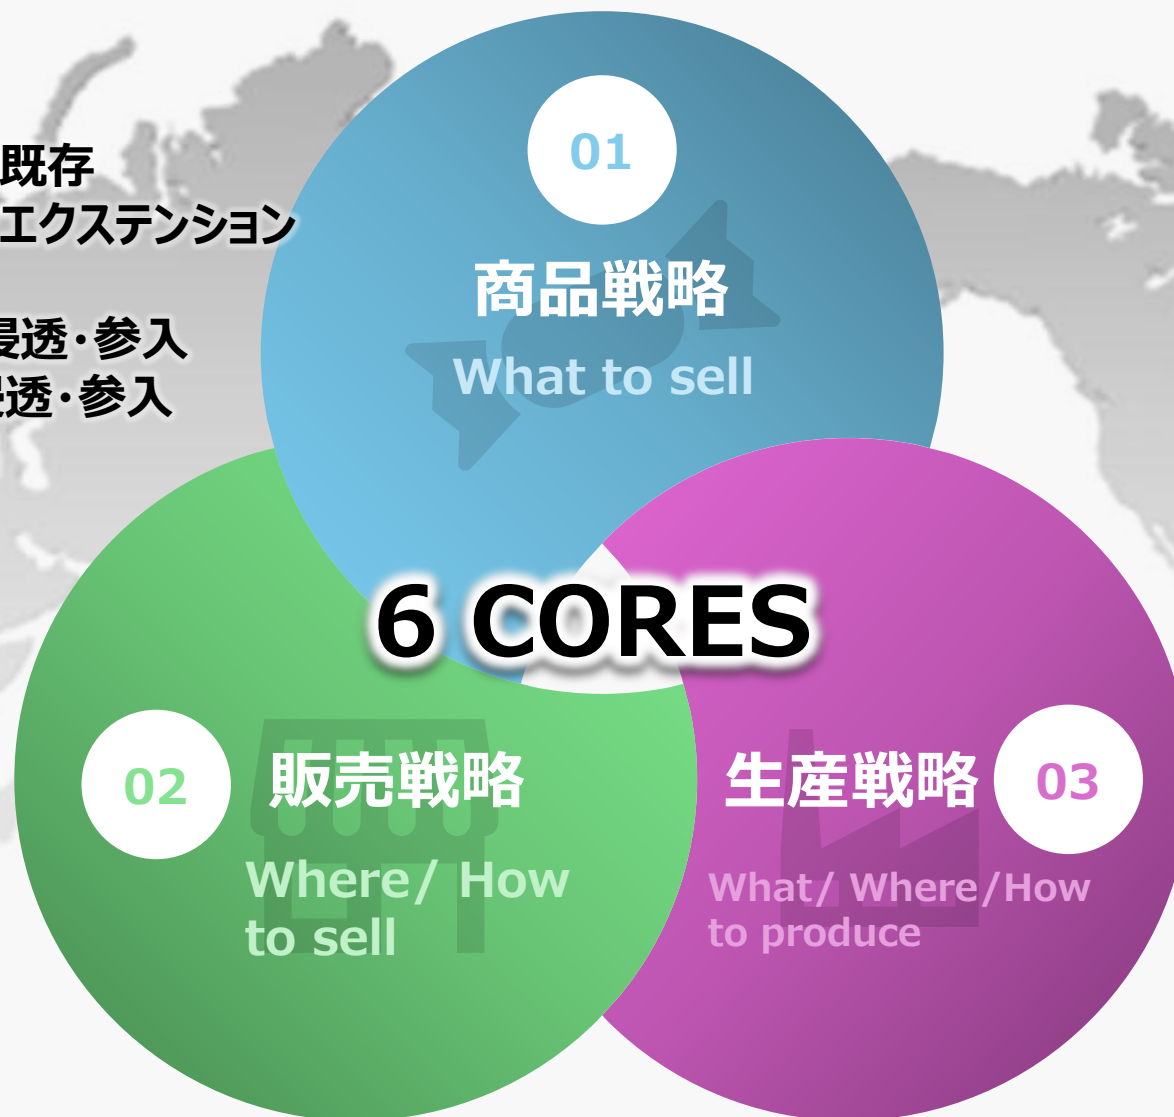 既存
エクステンション
浸透・参入
浸透・参入
01
商品戦略
What to sell
6 CORES
02
販売戦略
Where/ How
to sell
生産戦略
03
What/ Where/How
to produce